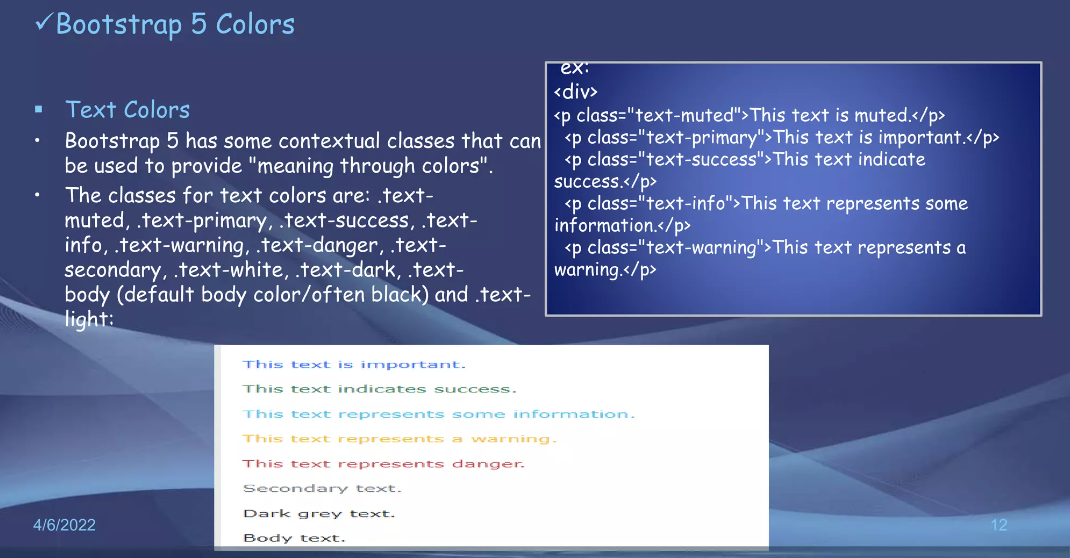 ✓Bootstrap 5 Colors
▪ Text Colors
• Bootstrap 5 has some contextual classes that can
be used to provide "meaning through colors".
• The classes for text colors are: .text-
muted, .text-primary, .text-success, .text-
info, .text-warning, .text-danger, .text-
secondary, .text-white, .text-dark, .text-
body (default body color/often black) and .text-
light:
ex:
<div>
<p class="text-muted">This text is muted.</p>
<p class="text-primary">This text is important.</p>
<p class="text-success">This text indicate
success.</p>
<p class="text-info">This text represents some
information.</p>
<p class="text-warning">This text represents a
warning.</p>
This text is important.
This text indicates success.
This text represents some information.
This text represents a warning.
This text represents danger.
Secondary text.
Dark grey text.
Body text.
4/6/2022
12